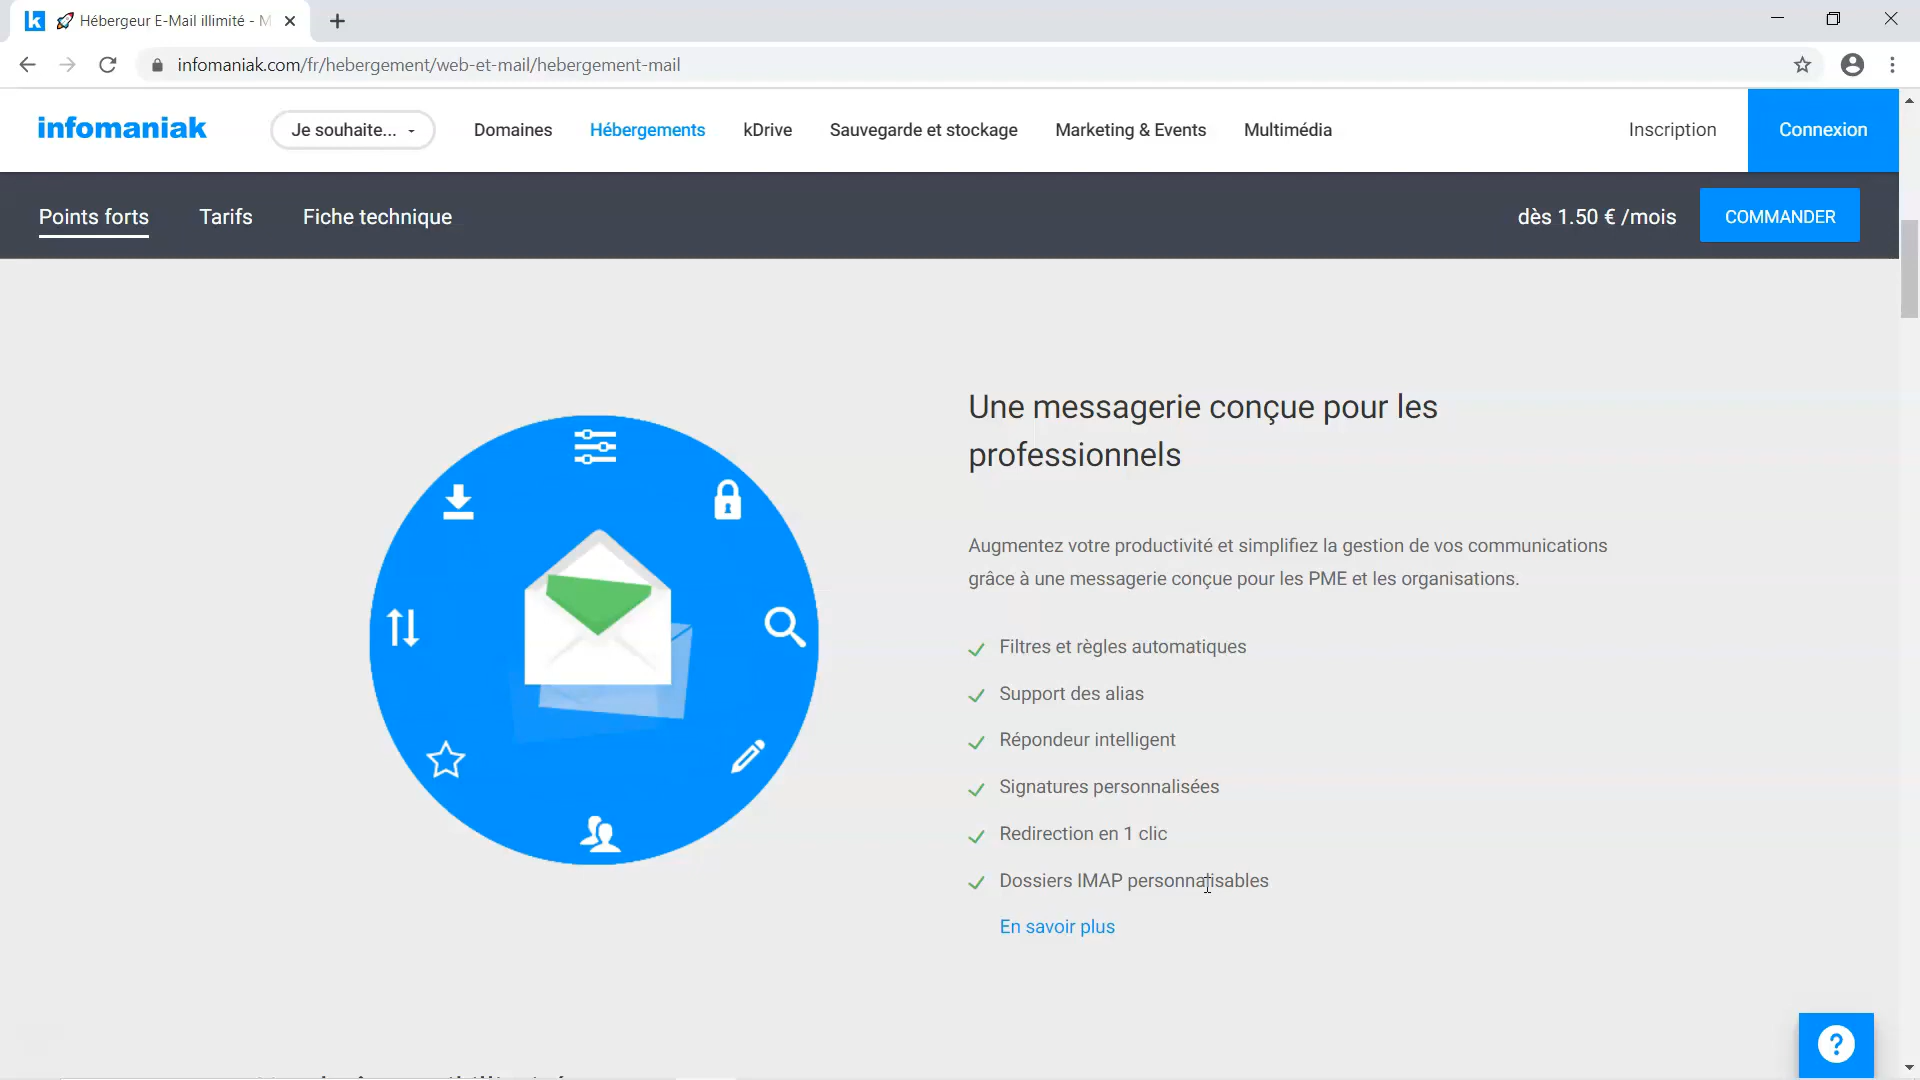 Hébergeur E-Mail illimité - M
infomaniak.com/fr/hebergement/web-et-mail/hebergement-mail
infomaniak
Je souhaite...
Domaines
Hébergements
kDrive
Sauvegarde et stockage
Marketing & Events
Multimédia
Inscription
Connexion
Points forts
Tarifs
Fiche technique
dès 1.50 € /mois
COMMANDER
Une messagerie conçue pour les
professionnels
Augmentez votre productivité et simplifiez la gestion de vos communications
grâce à une messagerie conçue pour les PME et les organisations.
Filtres et règles automatiques
Support des alias
Répondeur intelligent
Signatures personnalisées
Redirection en 1 clic
Dossiers IMAP personnalisables
En savoir plus
?